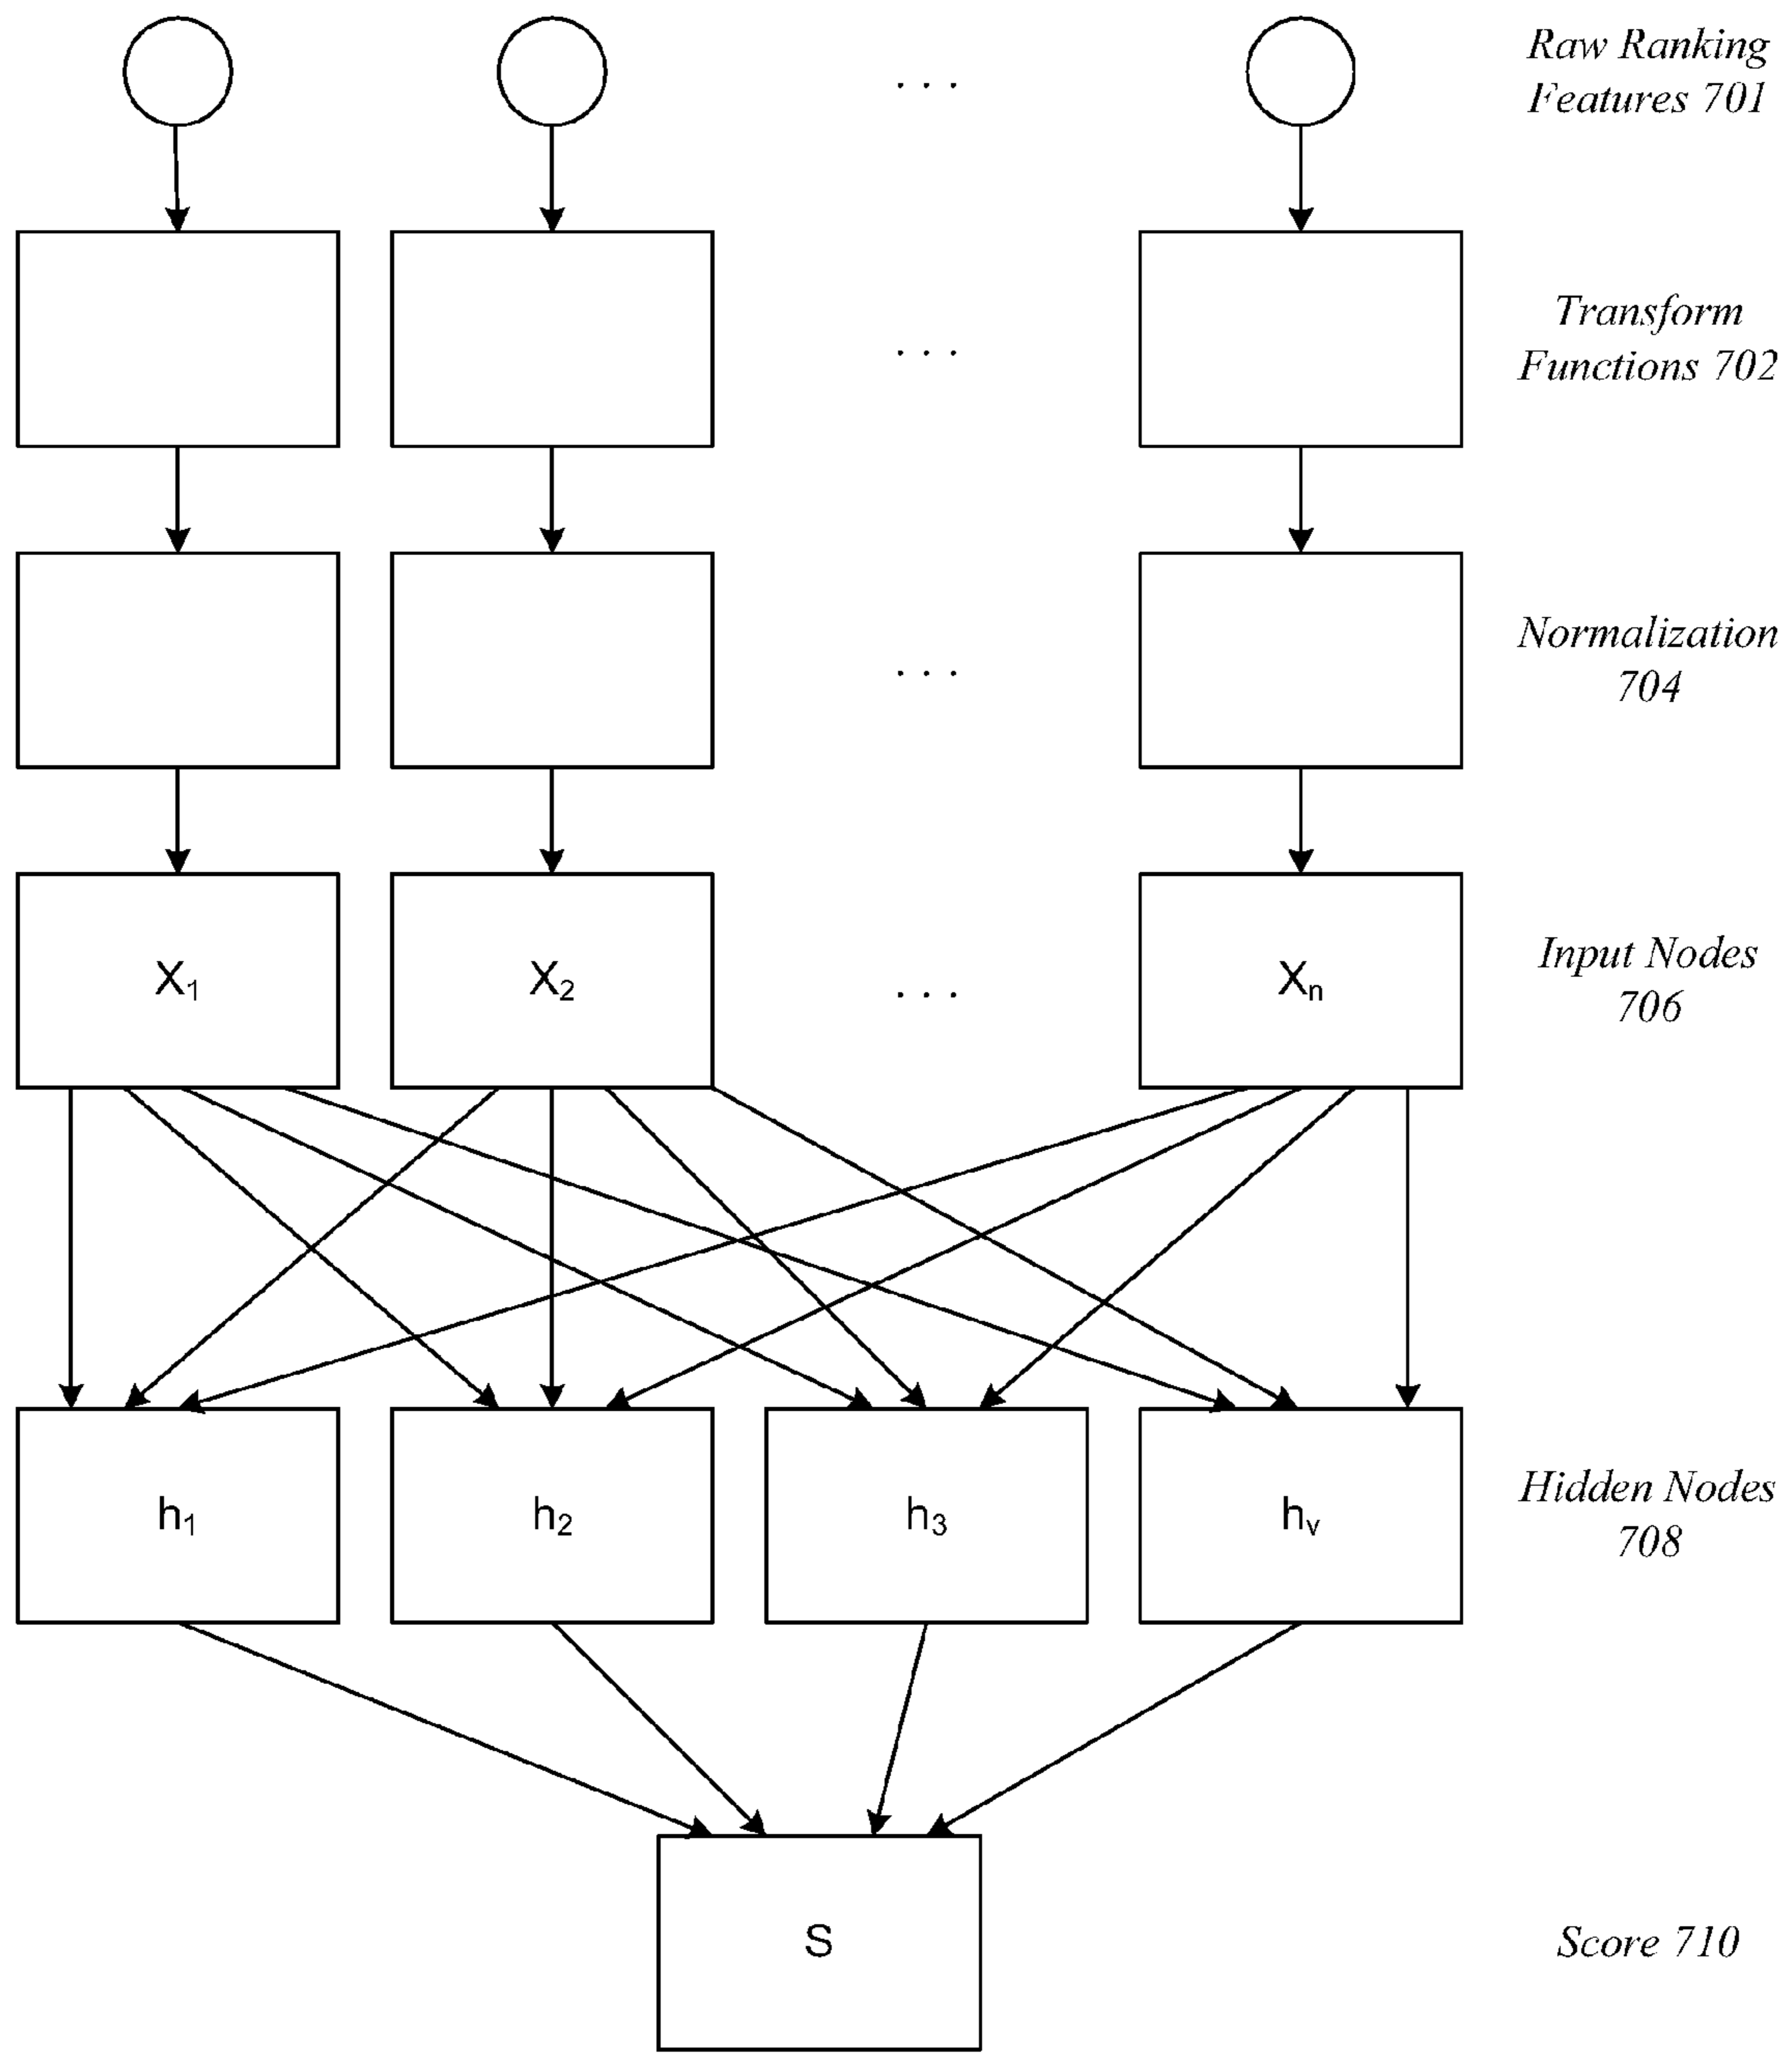 Raw Ranking
Features 701
. . .
Transform
Functions 702
. . .
Normalization
704
. . .
X₁ X₂ . . . Xₙ
Input Nodes
706
h₁ h₂ h₃ hᵥ
Hidden Nodes
708
S
Score 710